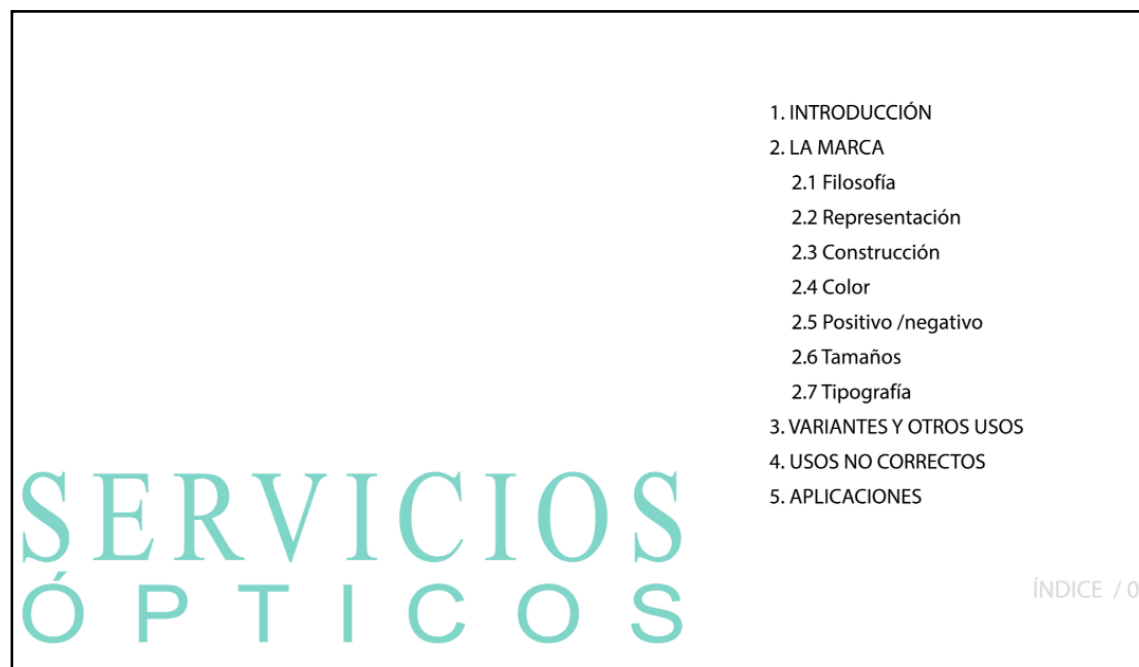 1. INTRODUCCIÓN
2. LA MARCA
2.1 Filosofía
2.2 Representación
2.3 Construcción
2.4 Color
2.5 Positivo /negativo
2.6 Tamaños
2.7 Tipografía
3. VARIANTES Y OTROS USOS
4. USOS NO CORRECTOS
5. APLICACIONES
SERVICIOS
ÓPTICOS
ÍNDICE / 0